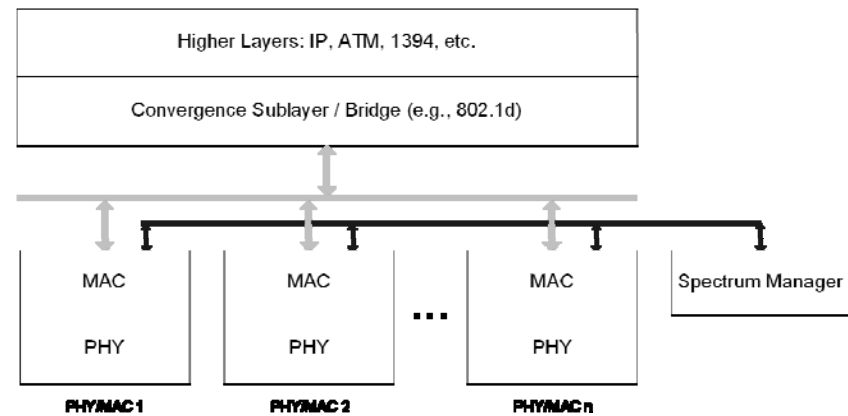 Higher Layers: IP, ATM, 1394, etc.
Convergence Sublayer / Bridge (e.g., 802.1d)
MAC MAC MAC Spectrum Manager
PHY PHY ... PHY
PHY/MAC 1 PHY/MAC 2 PHY/MAC n